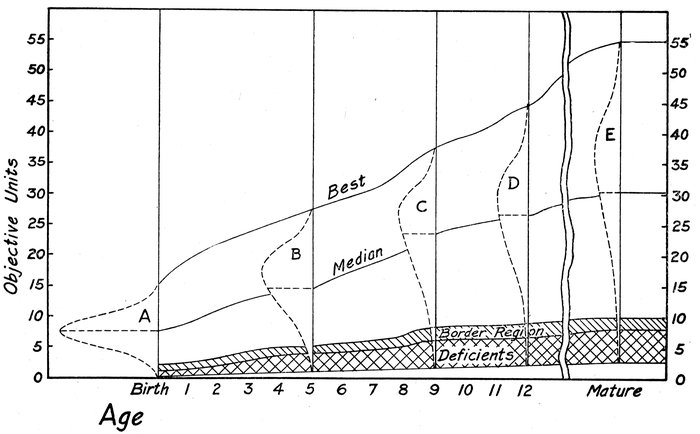 55
50
45
40
35
30
25
20
15
10
5
0
Objective Units
55
50
45
40
35
30
25
20
15
10
5
0
Best
Median
A
B
C
D
E
Border Region
Deficients
Birth 1 2 3 4 5 6 7 8 9 10 11 12 Mature
Age